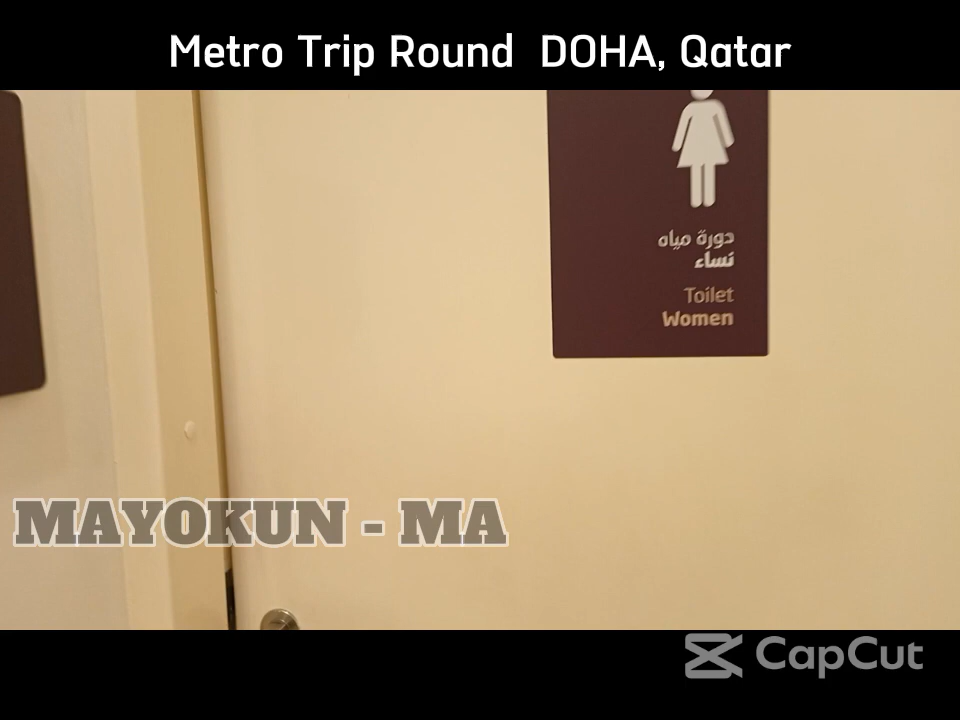 Metro Trip Round DOHA, Qatar
دورة مياه
نساء
Toilet
Women
MAYOKUN - MA
CapCut